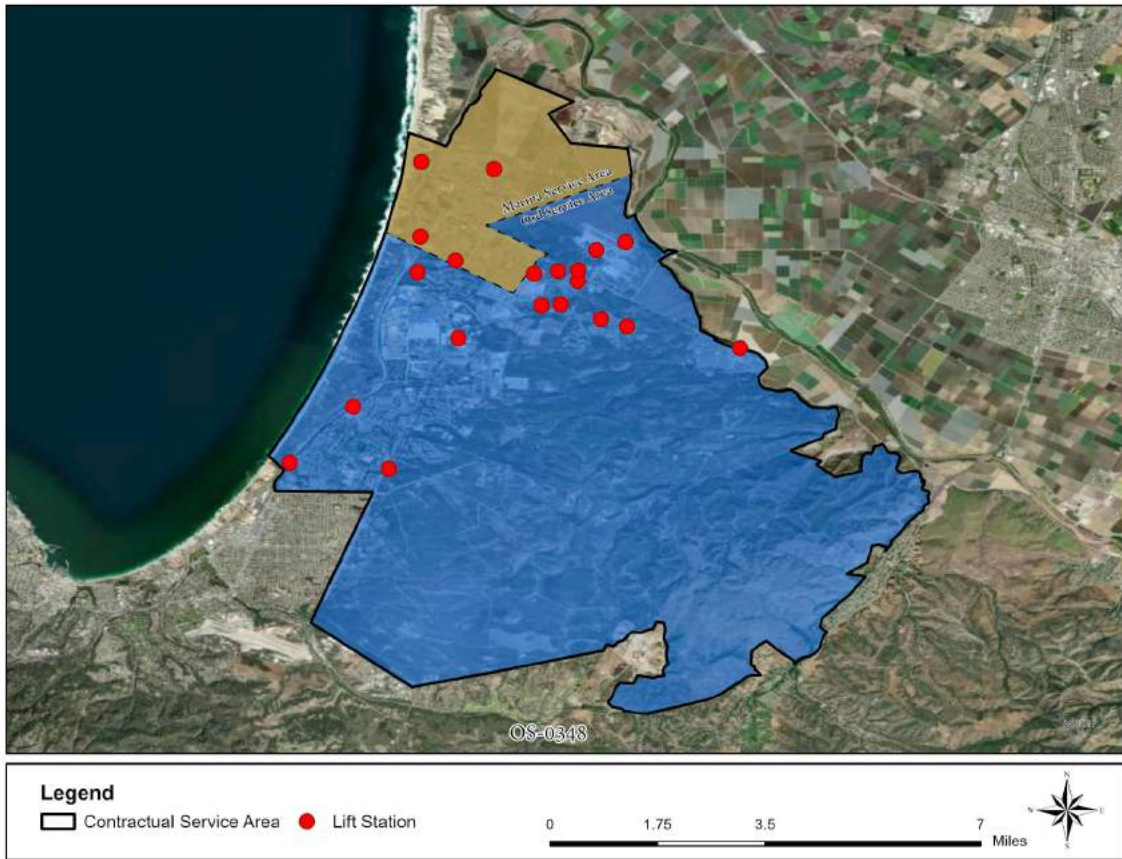 Marina Service Area
Ord Service Area
OS-0348
Legend
Contractual Service Area
Lift Station
0
1.75
3.5
7
Miles
N
W
E
S